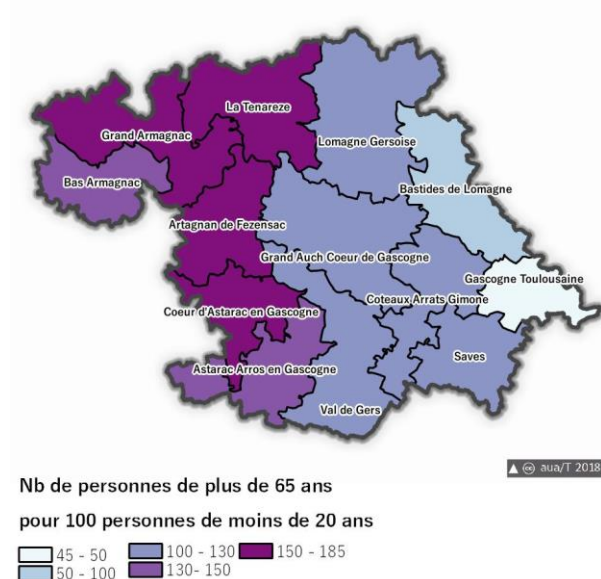 La Tenareze
Grand Armagnac
Lomagne Gersoise
Bas Armagnac
Bastides de Lomagne
Artagnan de Fezensac
Grand Auch Coeur de Gascogne
Gascogne Toulousaine
Coteaux Arrats Gimone
Coeur d'Astarac en Gascogne
Saves
Astarac Arros en Gascogne
Val de Gers
aua/T 2018
Nb de personnes de plus de 65 ans
pour 100 personnes de moins de 20 ans
45 - 50 100 - 130 150 - 185
50 - 100 130- 150